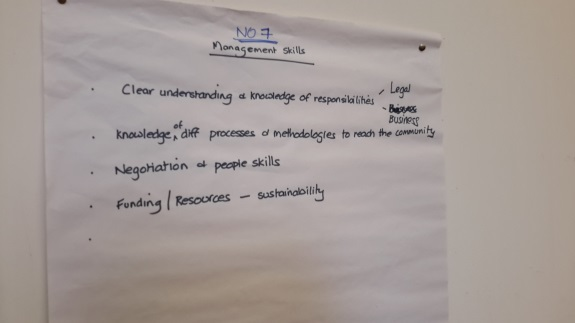 NO 7
Management skills
· Clear understanding & knowledge of responsibilities - Legal
- Business
· Knowledge of diff processes & methodologies to reach the community
· Negotiation & people skills
· Funding / Resources - sustainability
·